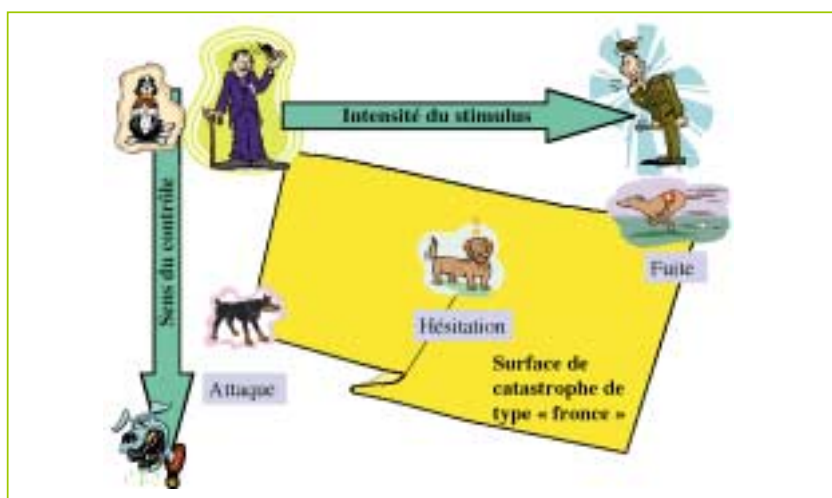 Intensité du stimulus
Sens du contrôle
Fuite
Hésitation
Attaque
Surface de
catastrophe de
type « fronce »